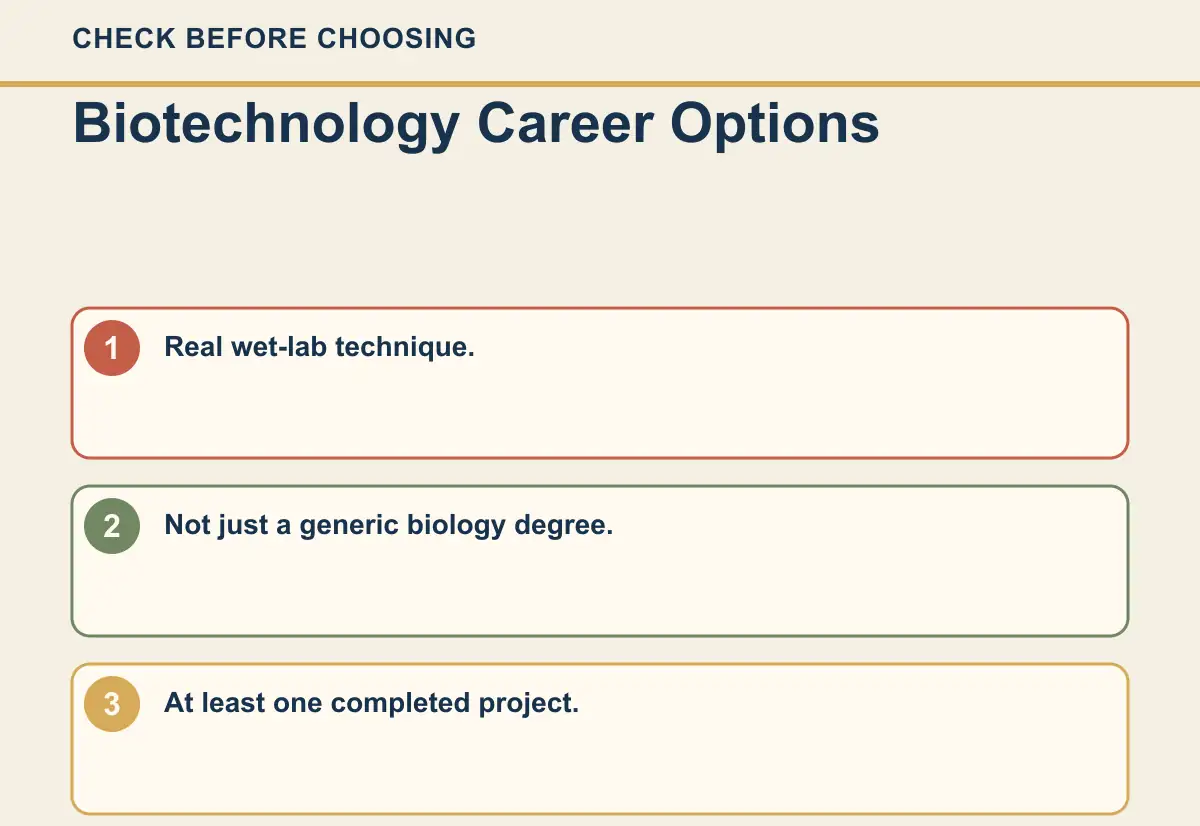 CHECK BEFORE CHOOSING
Biotechnology Career Options
1 Real wet-lab technique.
2 Not just a generic biology degree.
3 At least one completed project.